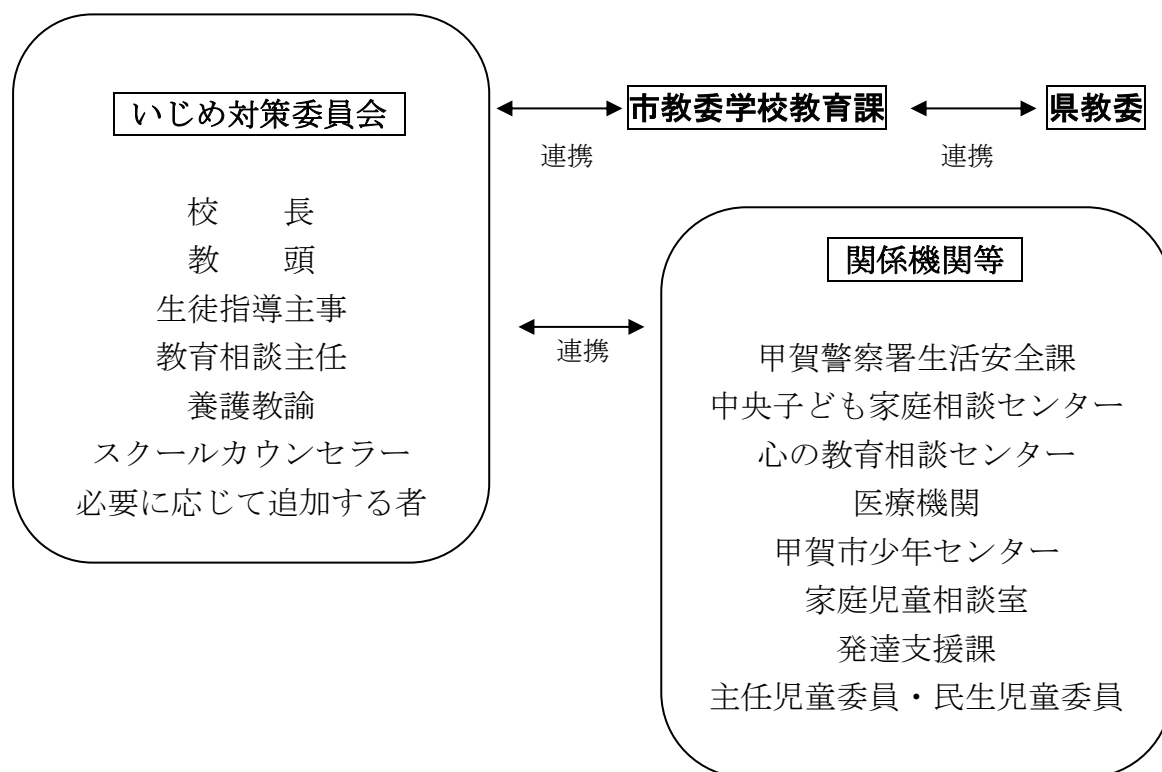 いじめ対策委員会
校　　長
教　　頭
生徒指導主事
教育相談主任
養護教諭
スクールカウンセラー
必要に応じて追加する者
連携
市教委学校教育課
連携
県教委
連携
関係機関等
甲賀警察署生活安全課
中央子ども家庭相談センター
心の教育相談センター
医療機関
甲賀市少年センター
家庭児童相談室
発達支援課
主任児童委員・民生児童委員